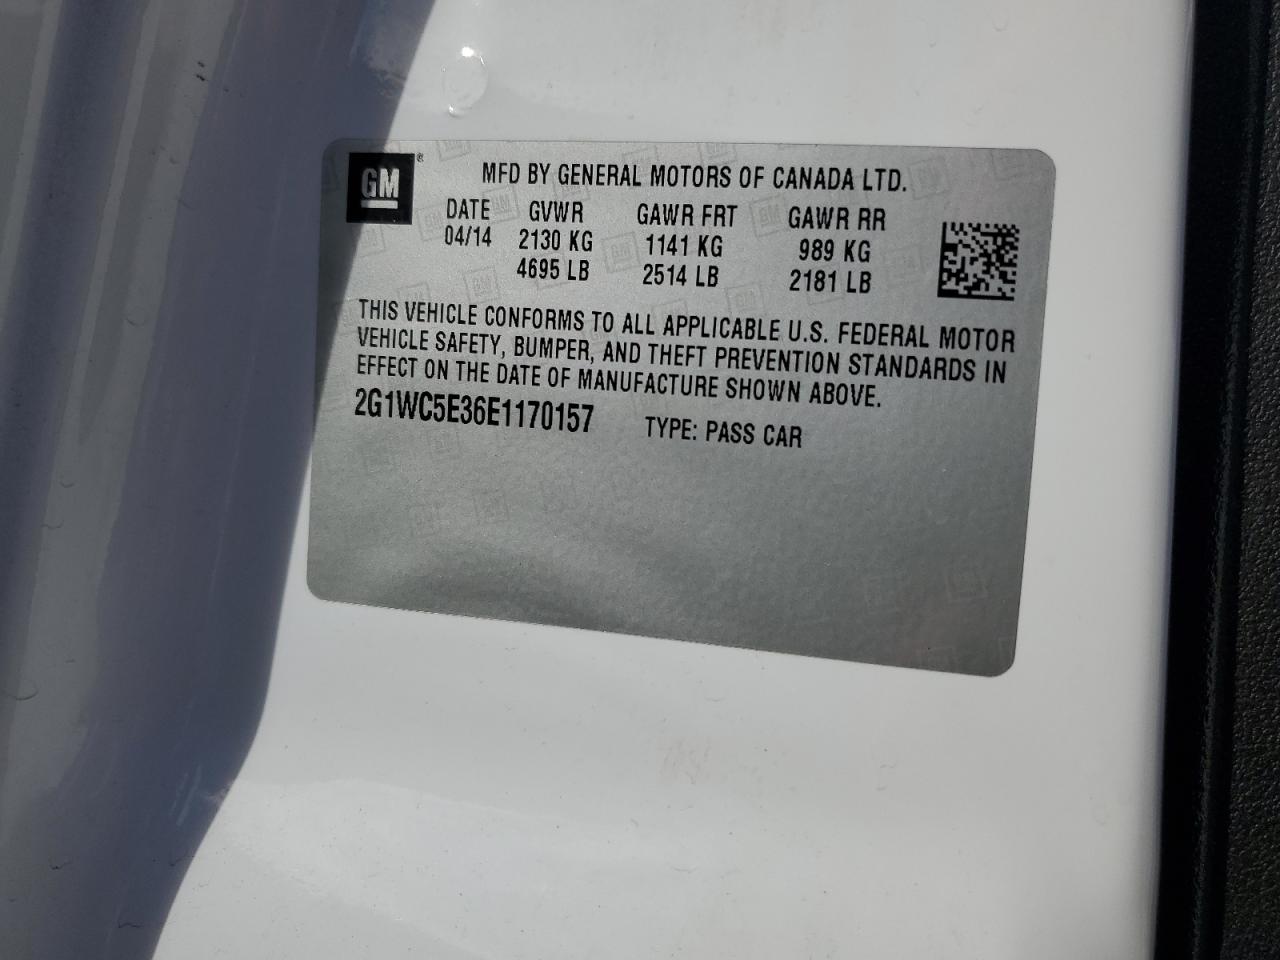 GM®
MFD BY GENERAL MOTORS OF CANADA LTD.
DATE GVWR GAWR FRT GAWR RR
04/14 2130 KG 1141 KG 989 KG
4695 LB 2514 LB 2181 LB
THIS VEHICLE CONFORMS TO ALL APPLICABLE U.S. FEDERAL MOTOR
VEHICLE SAFETY, BUMPER, AND THEFT PREVENTION STANDARDS IN
EFFECT ON THE DATE OF MANUFACTURE SHOWN ABOVE.
2G1WC5E36E1170157 TYPE: PASS CAR